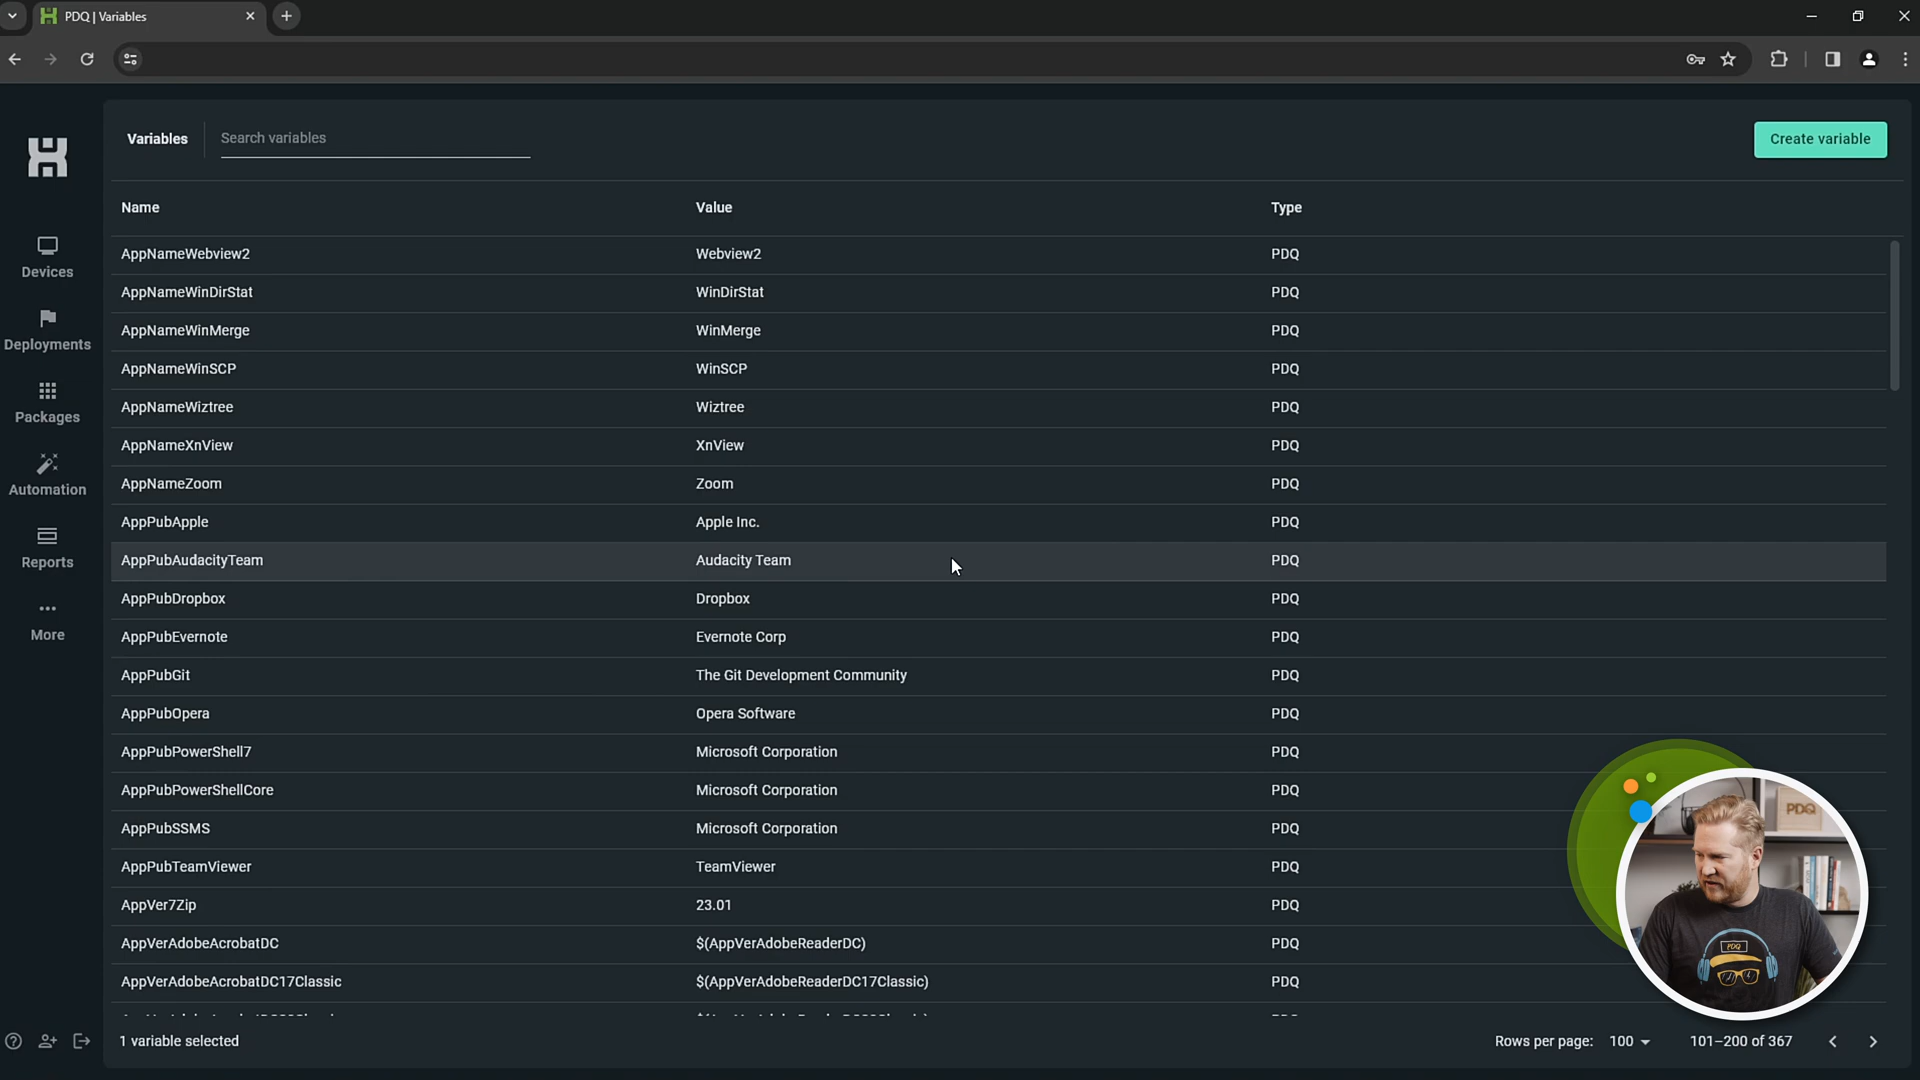 PDQ | Variables
Variables
Search variables
Create variable
Name Value Type
AppNameWebview2 Webview2 PDQ
AppNameWinDirStat WinDirStat PDQ
AppNameWinMerge WinMerge PDQ
AppNameWinSCP WinSCP PDQ
AppNameWiztree Wiztree PDQ
AppNameXnView XnView PDQ
AppNameZoom Zoom PDQ
AppPubApple Apple Inc. PDQ
AppPubAudacityTeam Audacity Team PDQ
AppPubDropbox Dropbox PDQ
AppPubEvernote Evernote Corp PDQ
AppPubGit The Git Development Community PDQ
AppPubOpera Opera Software PDQ
AppPubPowerShell7 Microsoft Corporation PDQ
AppPubPowerShellCore Microsoft Corporation PDQ
AppPubSSMS Microsoft Corporation PDQ
AppPubTeamViewer TeamViewer PDQ
AppVer7Zip 23.01 PDQ
AppVerAdobeAcrobatDC $(AppVerAdobeReaderDC) PDQ
AppVerAdobeAcrobatDC17Classic $(AppVerAdobeReaderDC17Classic) PDQ
Devices
Deployments
Packages
Automation
Reports
More
1 variable selected
Rows per page: 100 101–200 of 367
PDQ
PDQ